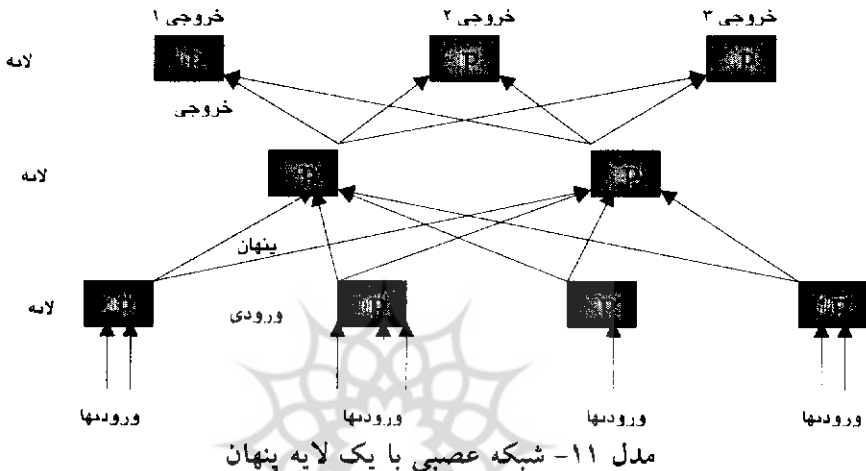 خروجی ۱ خروجی ۲ خروجی ۳
لایه P P
خروجی
لایه P P
پنهان
لایه ورودی
ورودیها ورودیها ورودیها ورودیها
مدل ۱۱- شبکه عصبی با یک لایه پنهان